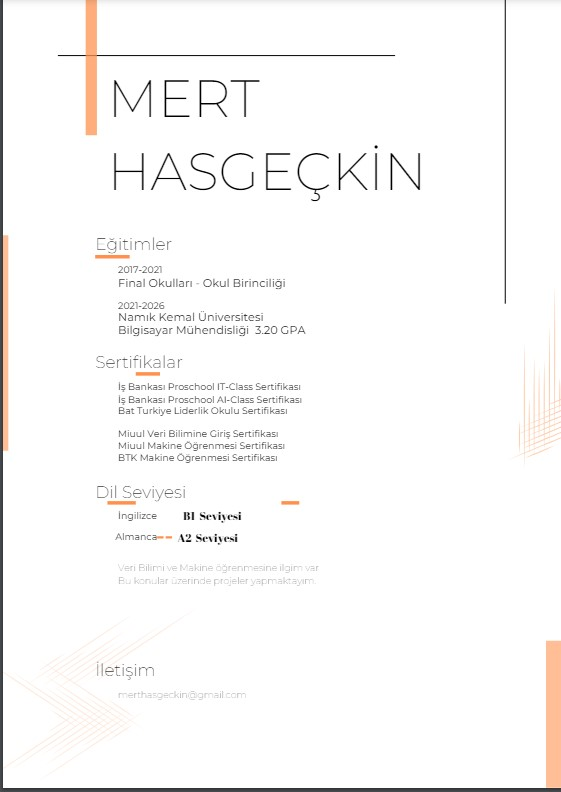 MERT
HASGEÇKİN
Eğitimler
2017-2021
Final Okulları - Okul Birinciliği
2021-2026
Namık Kemal Üniversitesi
Bilgisayar Mühendisliği 3.20 GPA
Sertifikalar
İş Bankası Proschool IT-Class Sertifikası
İş Bankası Proschool AI-Class Sertifikası
Bat Turkiye Liderlik Okulu Sertifikası
Miuul Veri Bilimine Giriş Sertifikası
Miuul Makine Öğrenmesi Sertifikası
BTK Makine Öğrenmesi Sertifikası
Dil Seviyesi
İngilizce B1 Seviyesi
Almanca A2 Seviyesi
Veri Bilimi ve Makine öğrenmesine ilgim var
Bu konular üzerinde projeler yapmaktayım.
İletişim
merthasgeckin@gmail.com